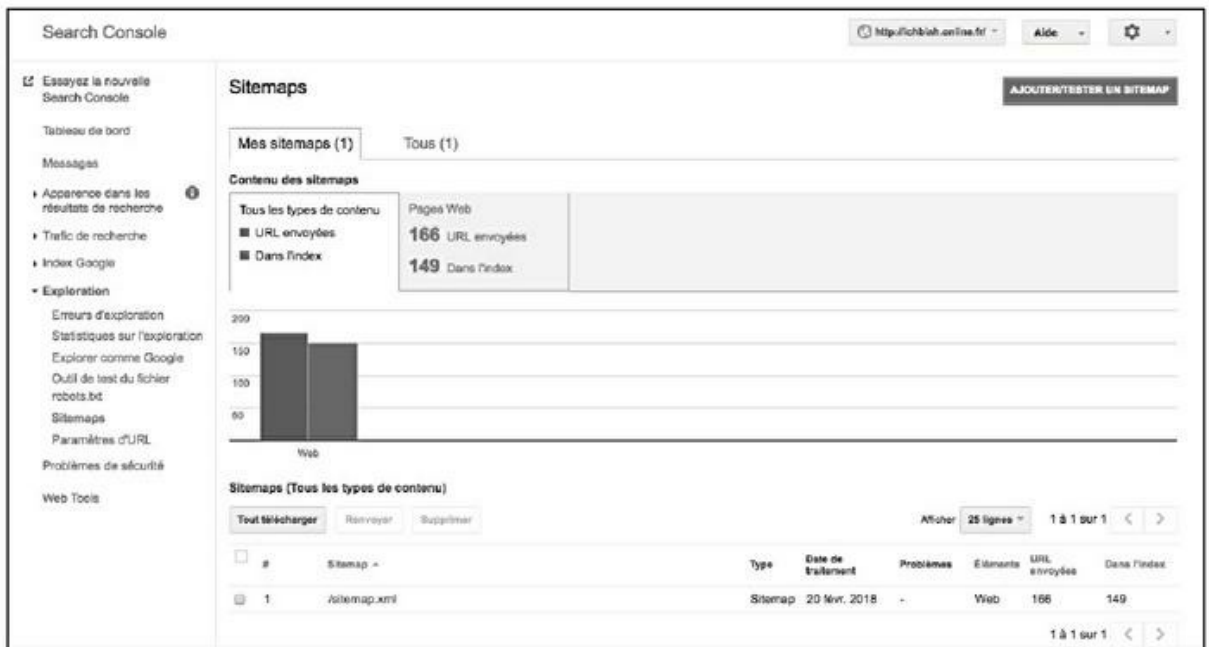 Search Console
http://ichbiah.online.fr/
Aide
Essayez la nouvelle
Search Console
Tableau de bord
Messages
Apparence dans les
résultats de recherche
Trafic de recherche
Index Google
Exploration
Erreurs d'exploration
Statistiques sur l'exploration
Explorer comme Google
Outil de test du fichier
robots.txt
Sitemaps
Paramètres d'URL
Problèmes de sécurité
Web Tools
Sitemaps
AJOUTER/TESTER UN SITEMAP
Mes sitemaps (1) Tous (1)
Contenu des sitemaps
Tous les types de contenu
URL envoyées
Dans l'index
Pages Web
166 URL envoyées
149 Dans l'index
200
150
100
50
Web
Sitemaps (Tous les types de contenu)
Tout télécharger Renvoyer Supprimer Afficher 25 lignes 1 à 1 sur 1
# Sitemap Type Date de traitement Problèmes Éléments URL envoyées Dans l'index
1 /sitemap.xml Sitemap 20 févr. 2018 - Web 166 149
1 à 1 sur 1